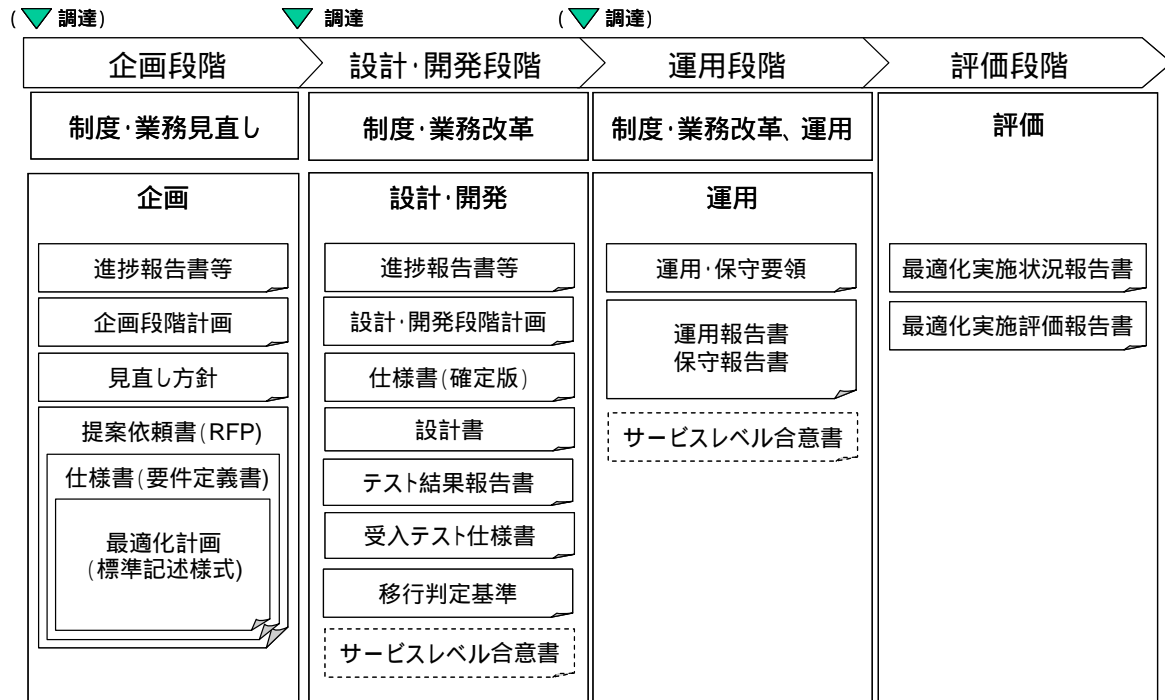 (▼ 調達)
▼ 調達
(▼ 調達)
企画段階
設計･開発段階
運用段階
評価段階
制度･業務見直し
企画
進捗報告書等
企画段階計画
見直し方針
提案依頼書(RFP)
仕様書(要件定義書)
最適化計画
(標準記述様式)
制度･業務改革
設計･開発
進捗報告書等
設計･開発段階計画
仕様書(確定版)
設計書
テスト結果報告書
受入テスト仕様書
移行判定基準
サービスレベル合意書
制度･業務改革、運用
運用
運用･保守要領
運用報告書
保守報告書
サービスレベル合意書
評価
最適化実施状況報告書
最適化実施評価報告書